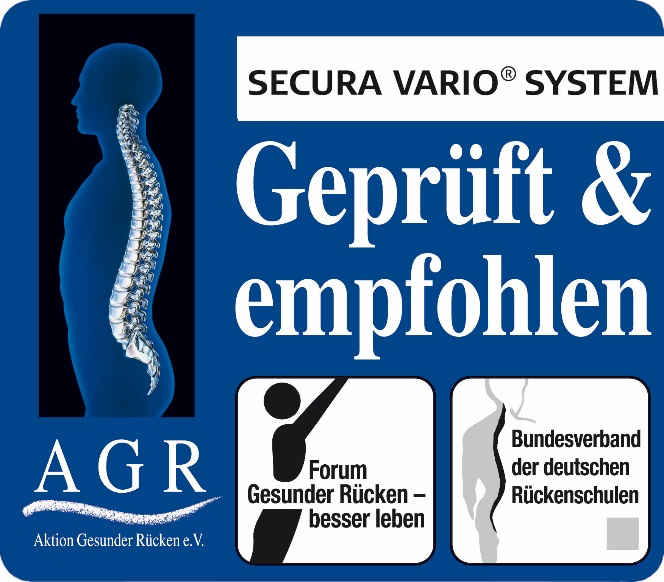 SECURA VARIO® SYSTEM
Geprüft &
empfohlen
AGR
Aktion Gesunder Rücken e.V.
Forum
Gesunder Rücken –
besser leben
Bundesverband
der deutschen
Rückenschulen